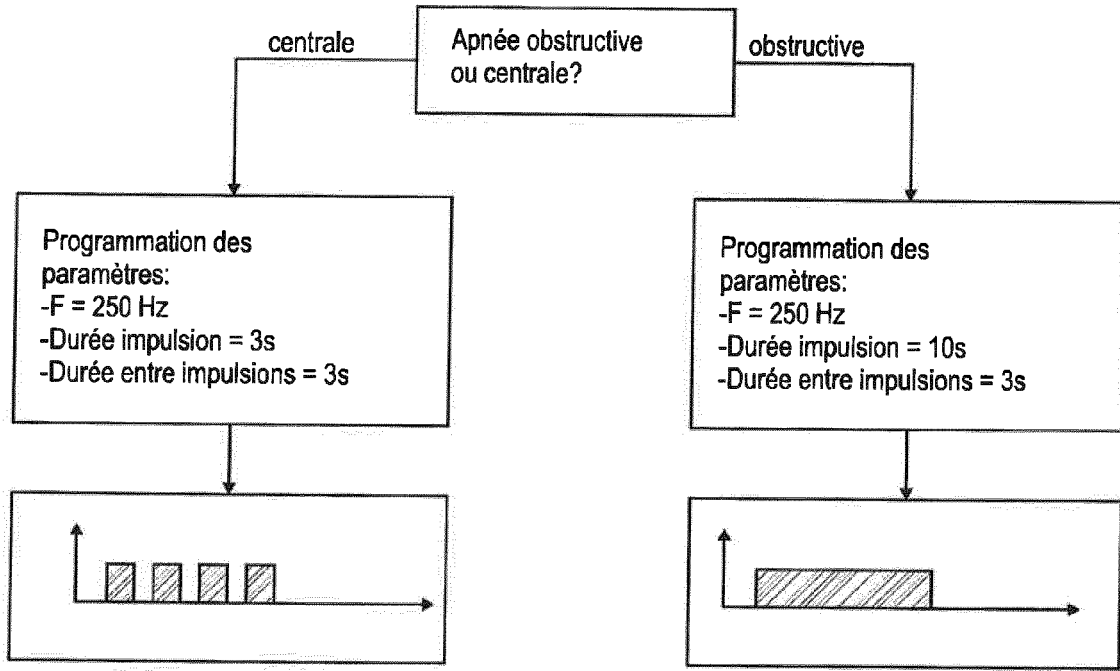 centrale
Apnée obstructive
ou centrale?
obstructive
Programmation des
paramètres:
-F = 250 Hz
-Durée impulsion = 3s
-Durée entre impulsions = 3s
Programmation des
paramètres:
-F = 250 Hz
-Durée impulsion = 10s
-Durée entre impulsions = 3s